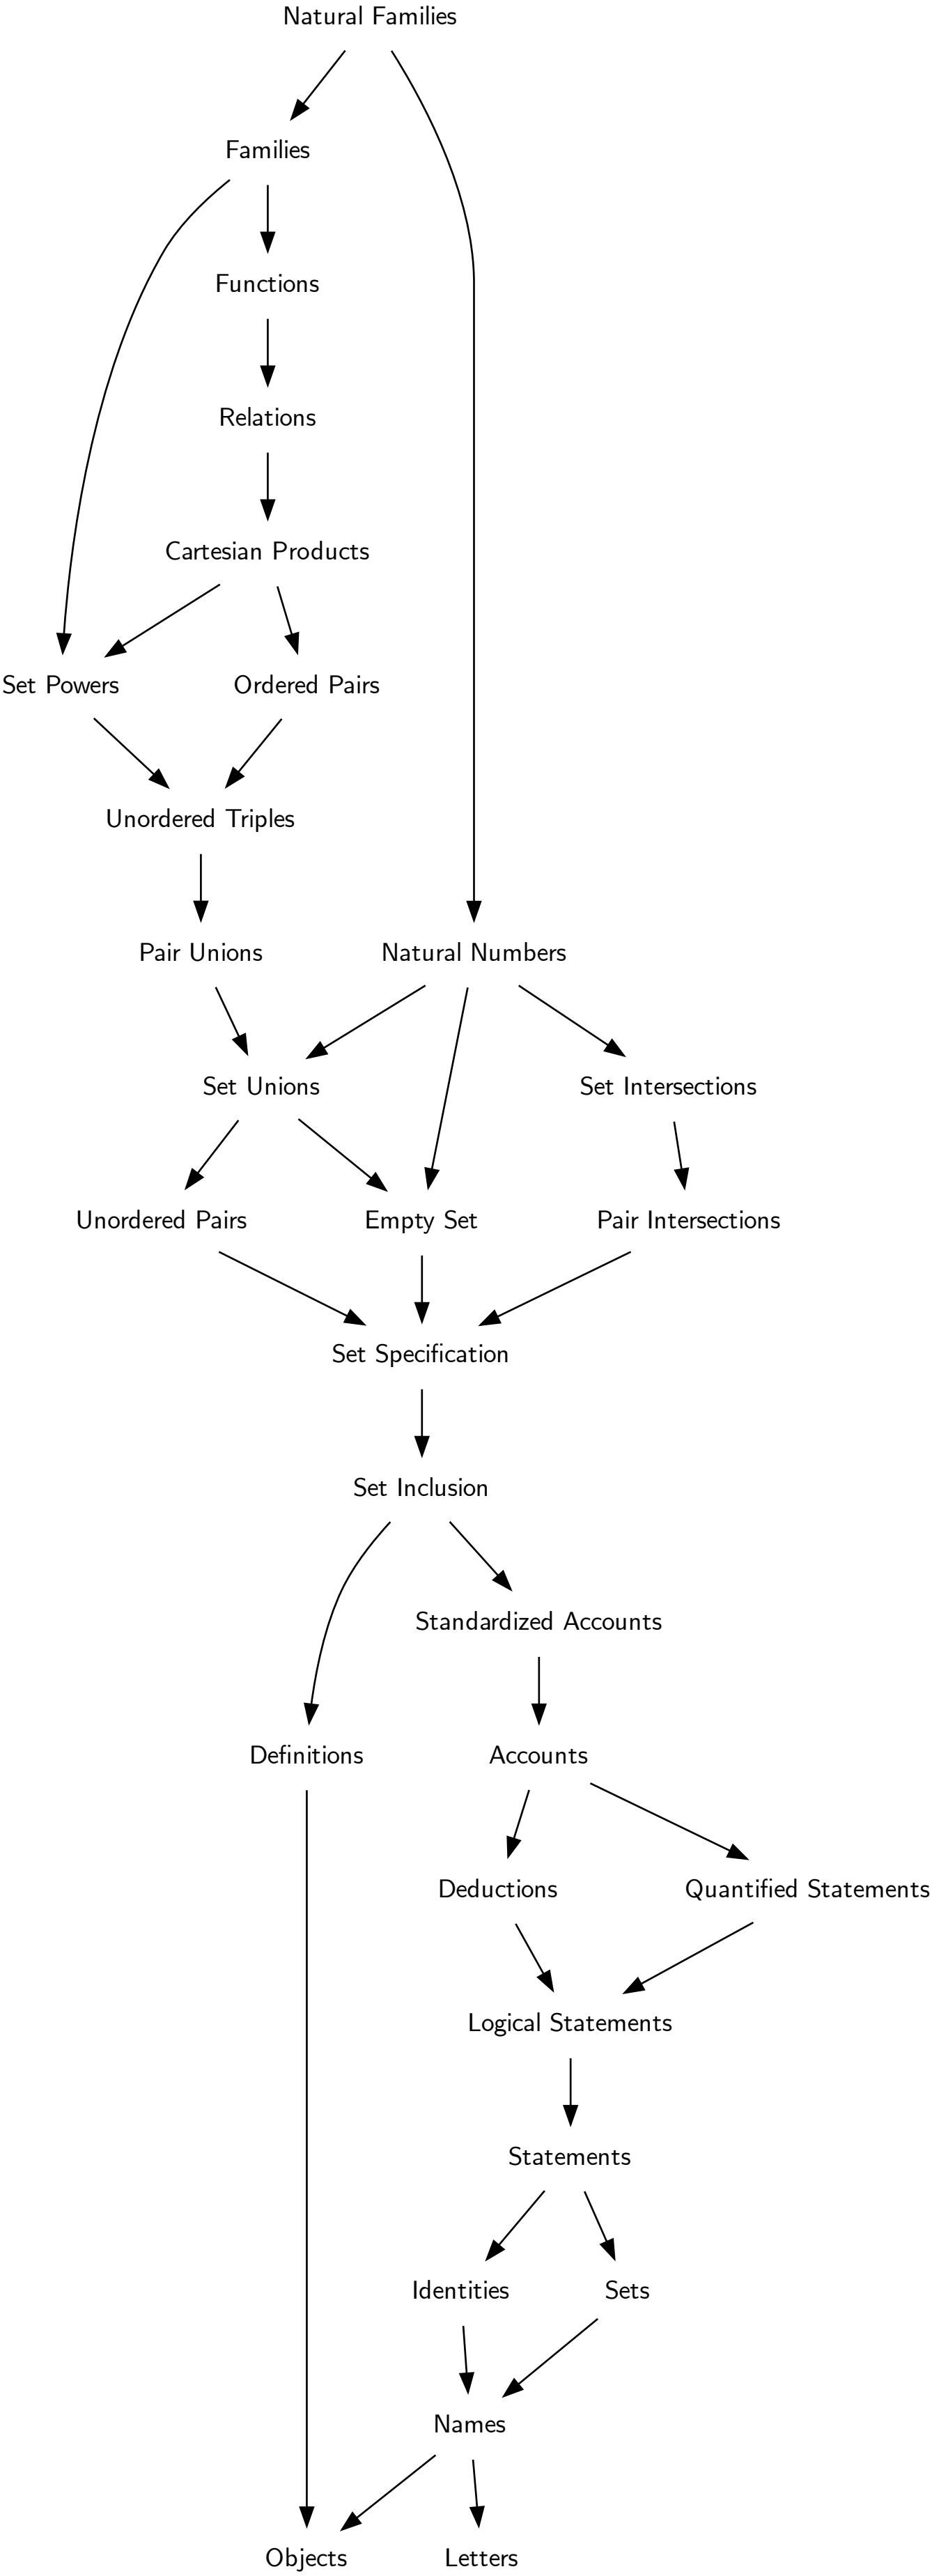 Natural Families
Families
Functions
Relations
Cartesian Products
Set Powers
Ordered Pairs
Unordered Triples
Pair Unions
Natural Numbers
Set Unions
Set Intersections
Unordered Pairs
Empty Set
Pair Intersections
Set Specification
Set Inclusion
Standardized Accounts
Definitions
Accounts
Deductions
Quantified Statements
Logical Statements
Statements
Identities
Sets
Names
Objects
Letters